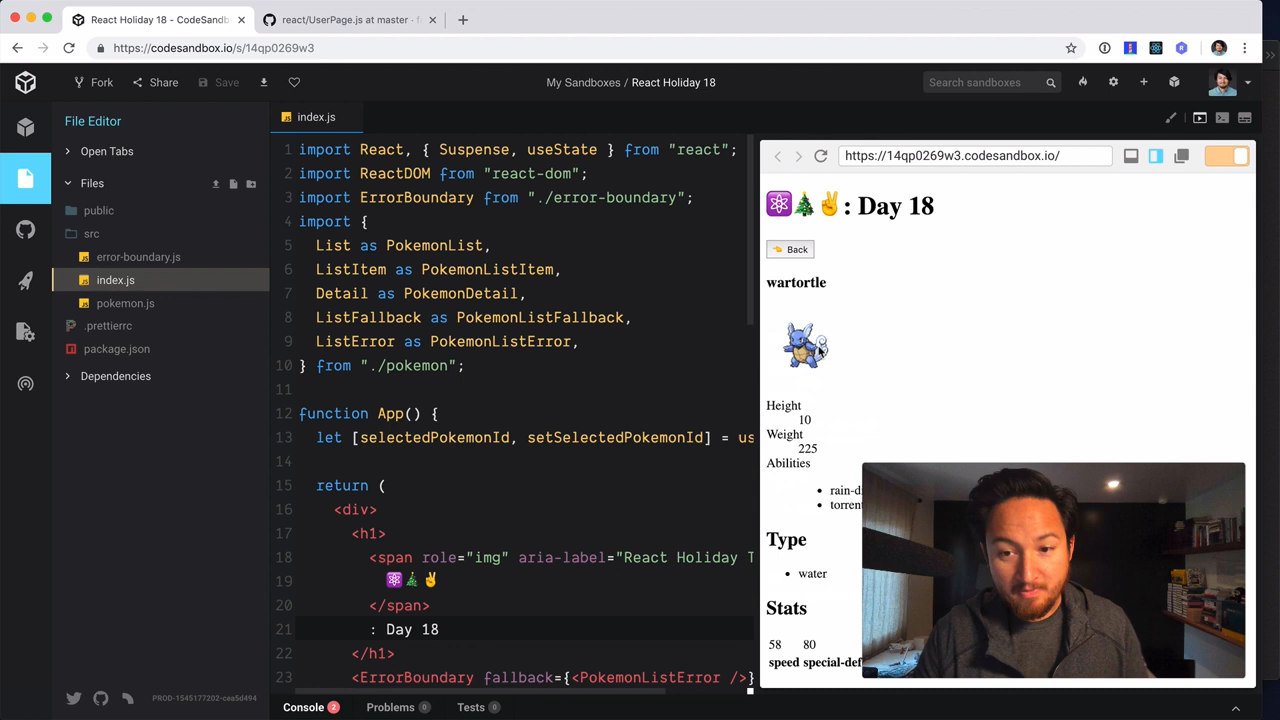 React Holiday 18 - CodeSandb
react/UserPage.js at master · f
https://codesandbox.io/s/14qp0269w3
Fork
Share
Save
My Sandboxes / React Holiday 18
Search sandboxes
File Editor
Open Tabs
Files
public
src
error-boundary.js
index.js
pokemon.js
.prettierrc
package.json
Dependencies
PROD-1545177202-cea5d494
index.js
1 import React, { Suspense, useState } from "react";
2 import ReactDOM from "react-dom";
3 import ErrorBoundary from "./error-boundary";
4 import {
5 List as PokemonList,
6 ListItem as PokemonListItem,
7 Detail as PokemonDetail,
8 ListFallback as PokemonListFallback,
9 ListError as PokemonListError,
10 } from "./pokemon";
11
12 function App() {
13 let [selectedPokemonId, setSelectedPokemonId] = us
14
15 return (
16 <div>
17 <h1>
18 <span role="img" aria-label="React Holiday T
19 ⚛️🎄✌️
20 </span>
21 : Day 18
22 </h1>
23 <ErrorBoundary fallback={<PokemonListError />}
Console 2
Problems 0
Tests 0
https://14qp0269w3.codesandbox.io/
⚛️🎄✌️: Day 18
👈 Back
wartortle
Height
10
Weight
225
Abilities
rain-di
torrent
Type
water
Stats
58 80
speed special-def